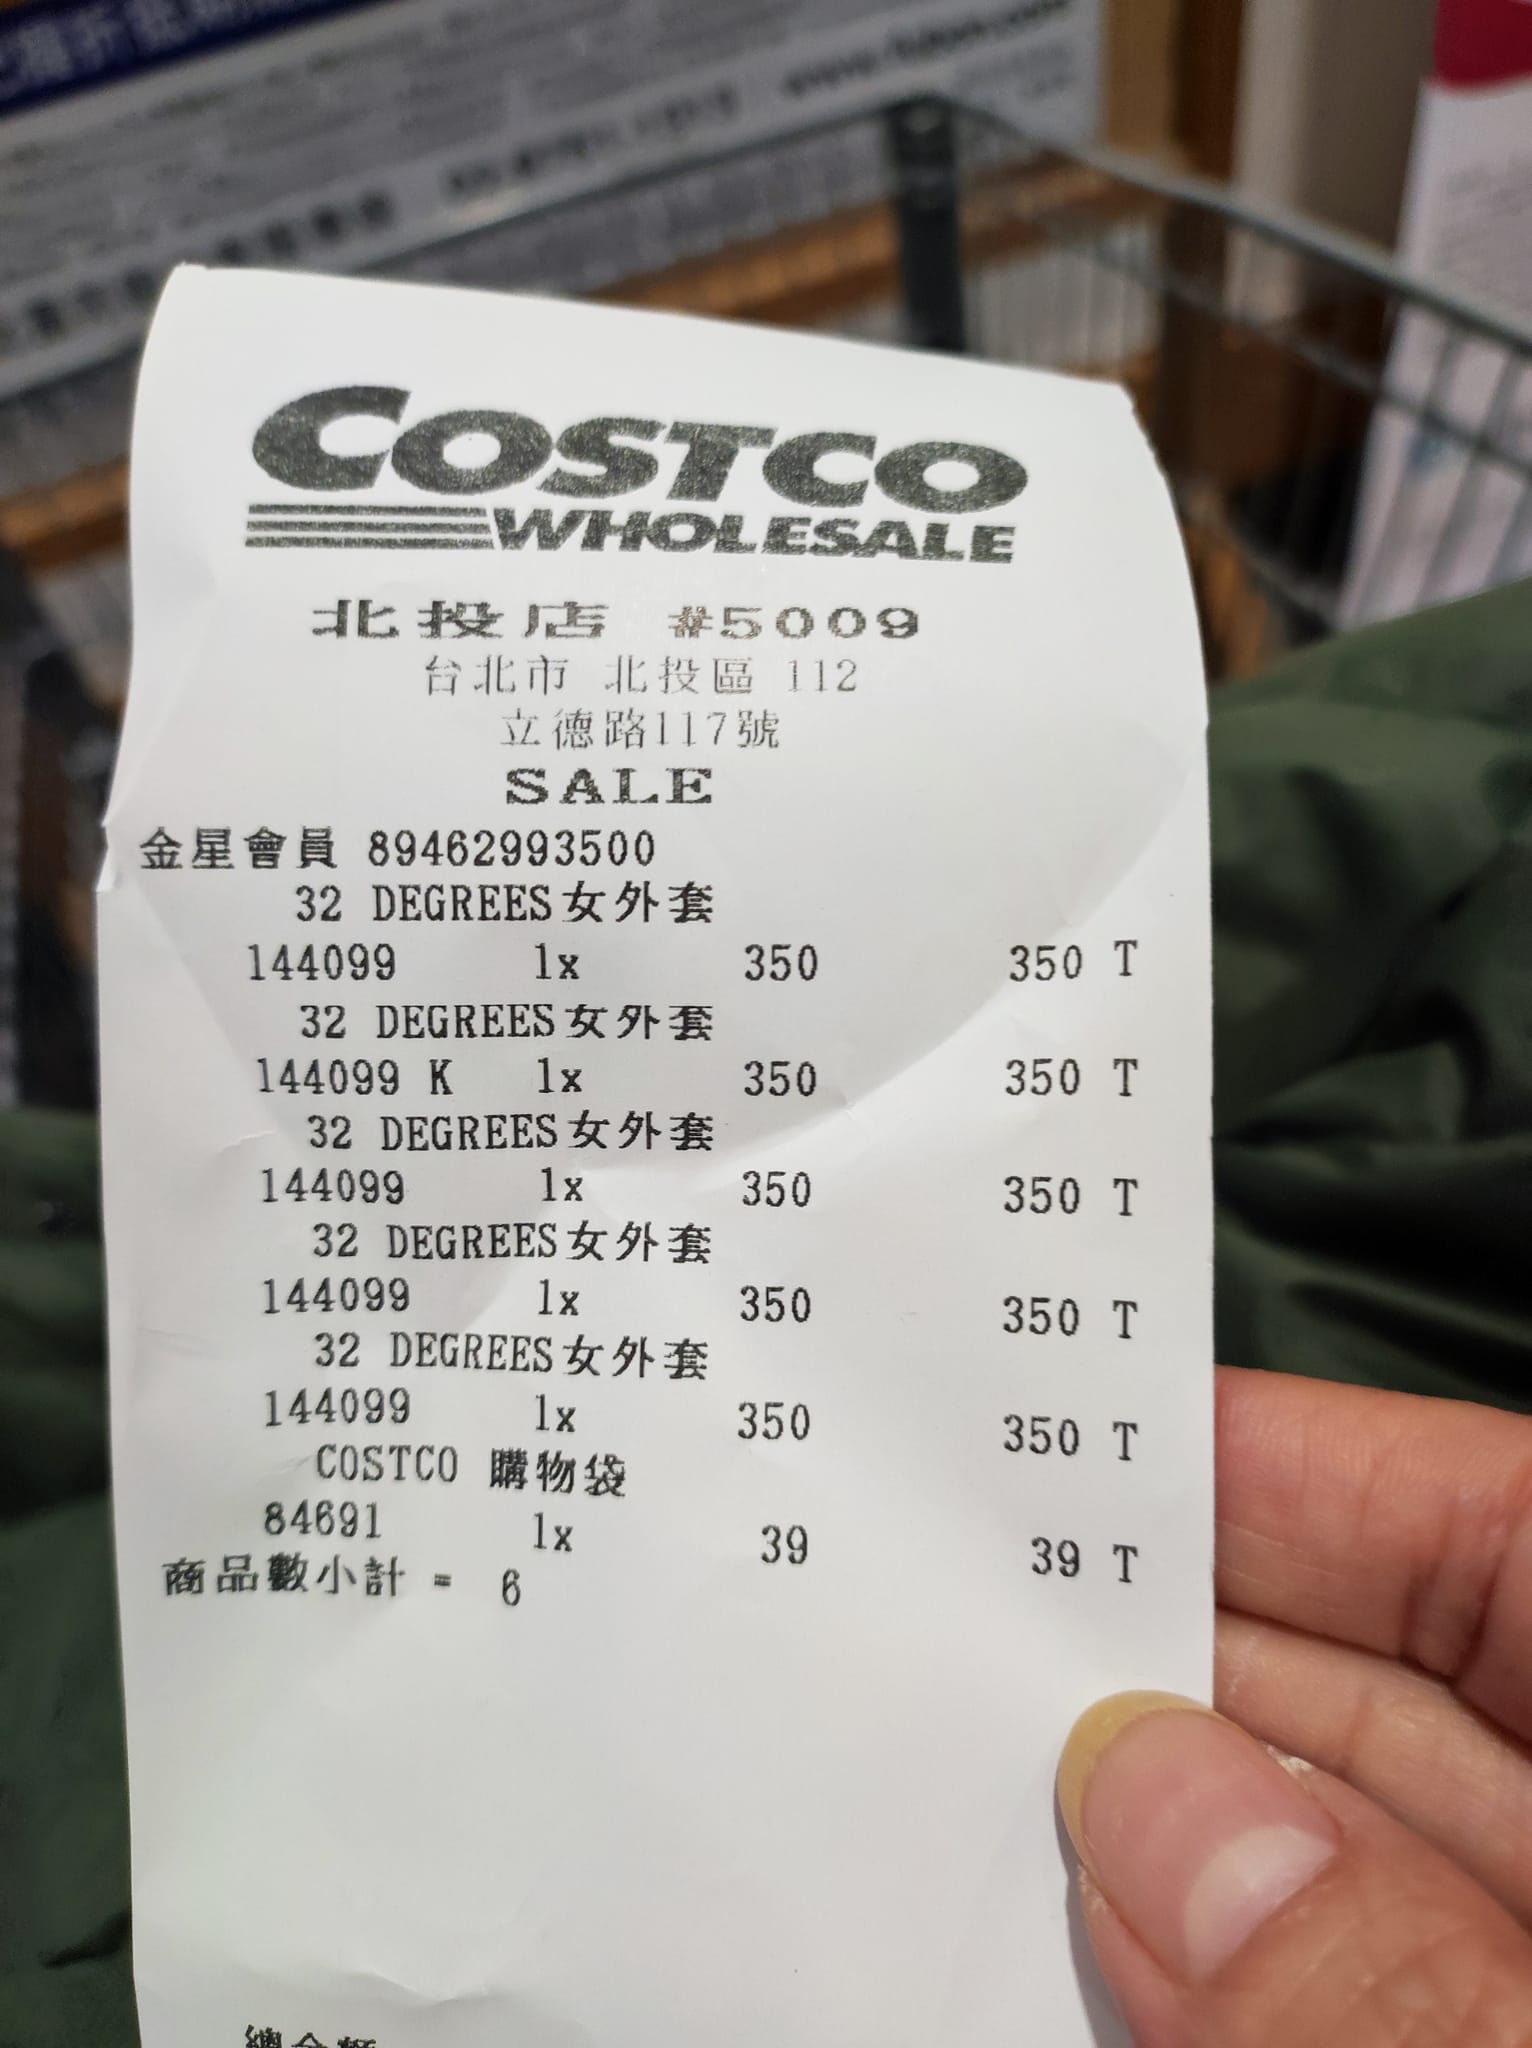 COSTCO
WHOLESALE
北投店 #5009
台北市 北投區 112
立德路117號
SALE
金星會員 89462993500
32 DEGREES女外套
144099 1x 350 350 T
32 DEGREES女外套
144099 K 1x 350 350 T
32 DEGREES女外套
144099 1x 350 350 T
32 DEGREES女外套
144099 1x 350 350 T
32 DEGREES女外套
144099 1x 350 350 T
COSTCO 購物袋
84691 1x 39 39 T
商品數小計 = 6